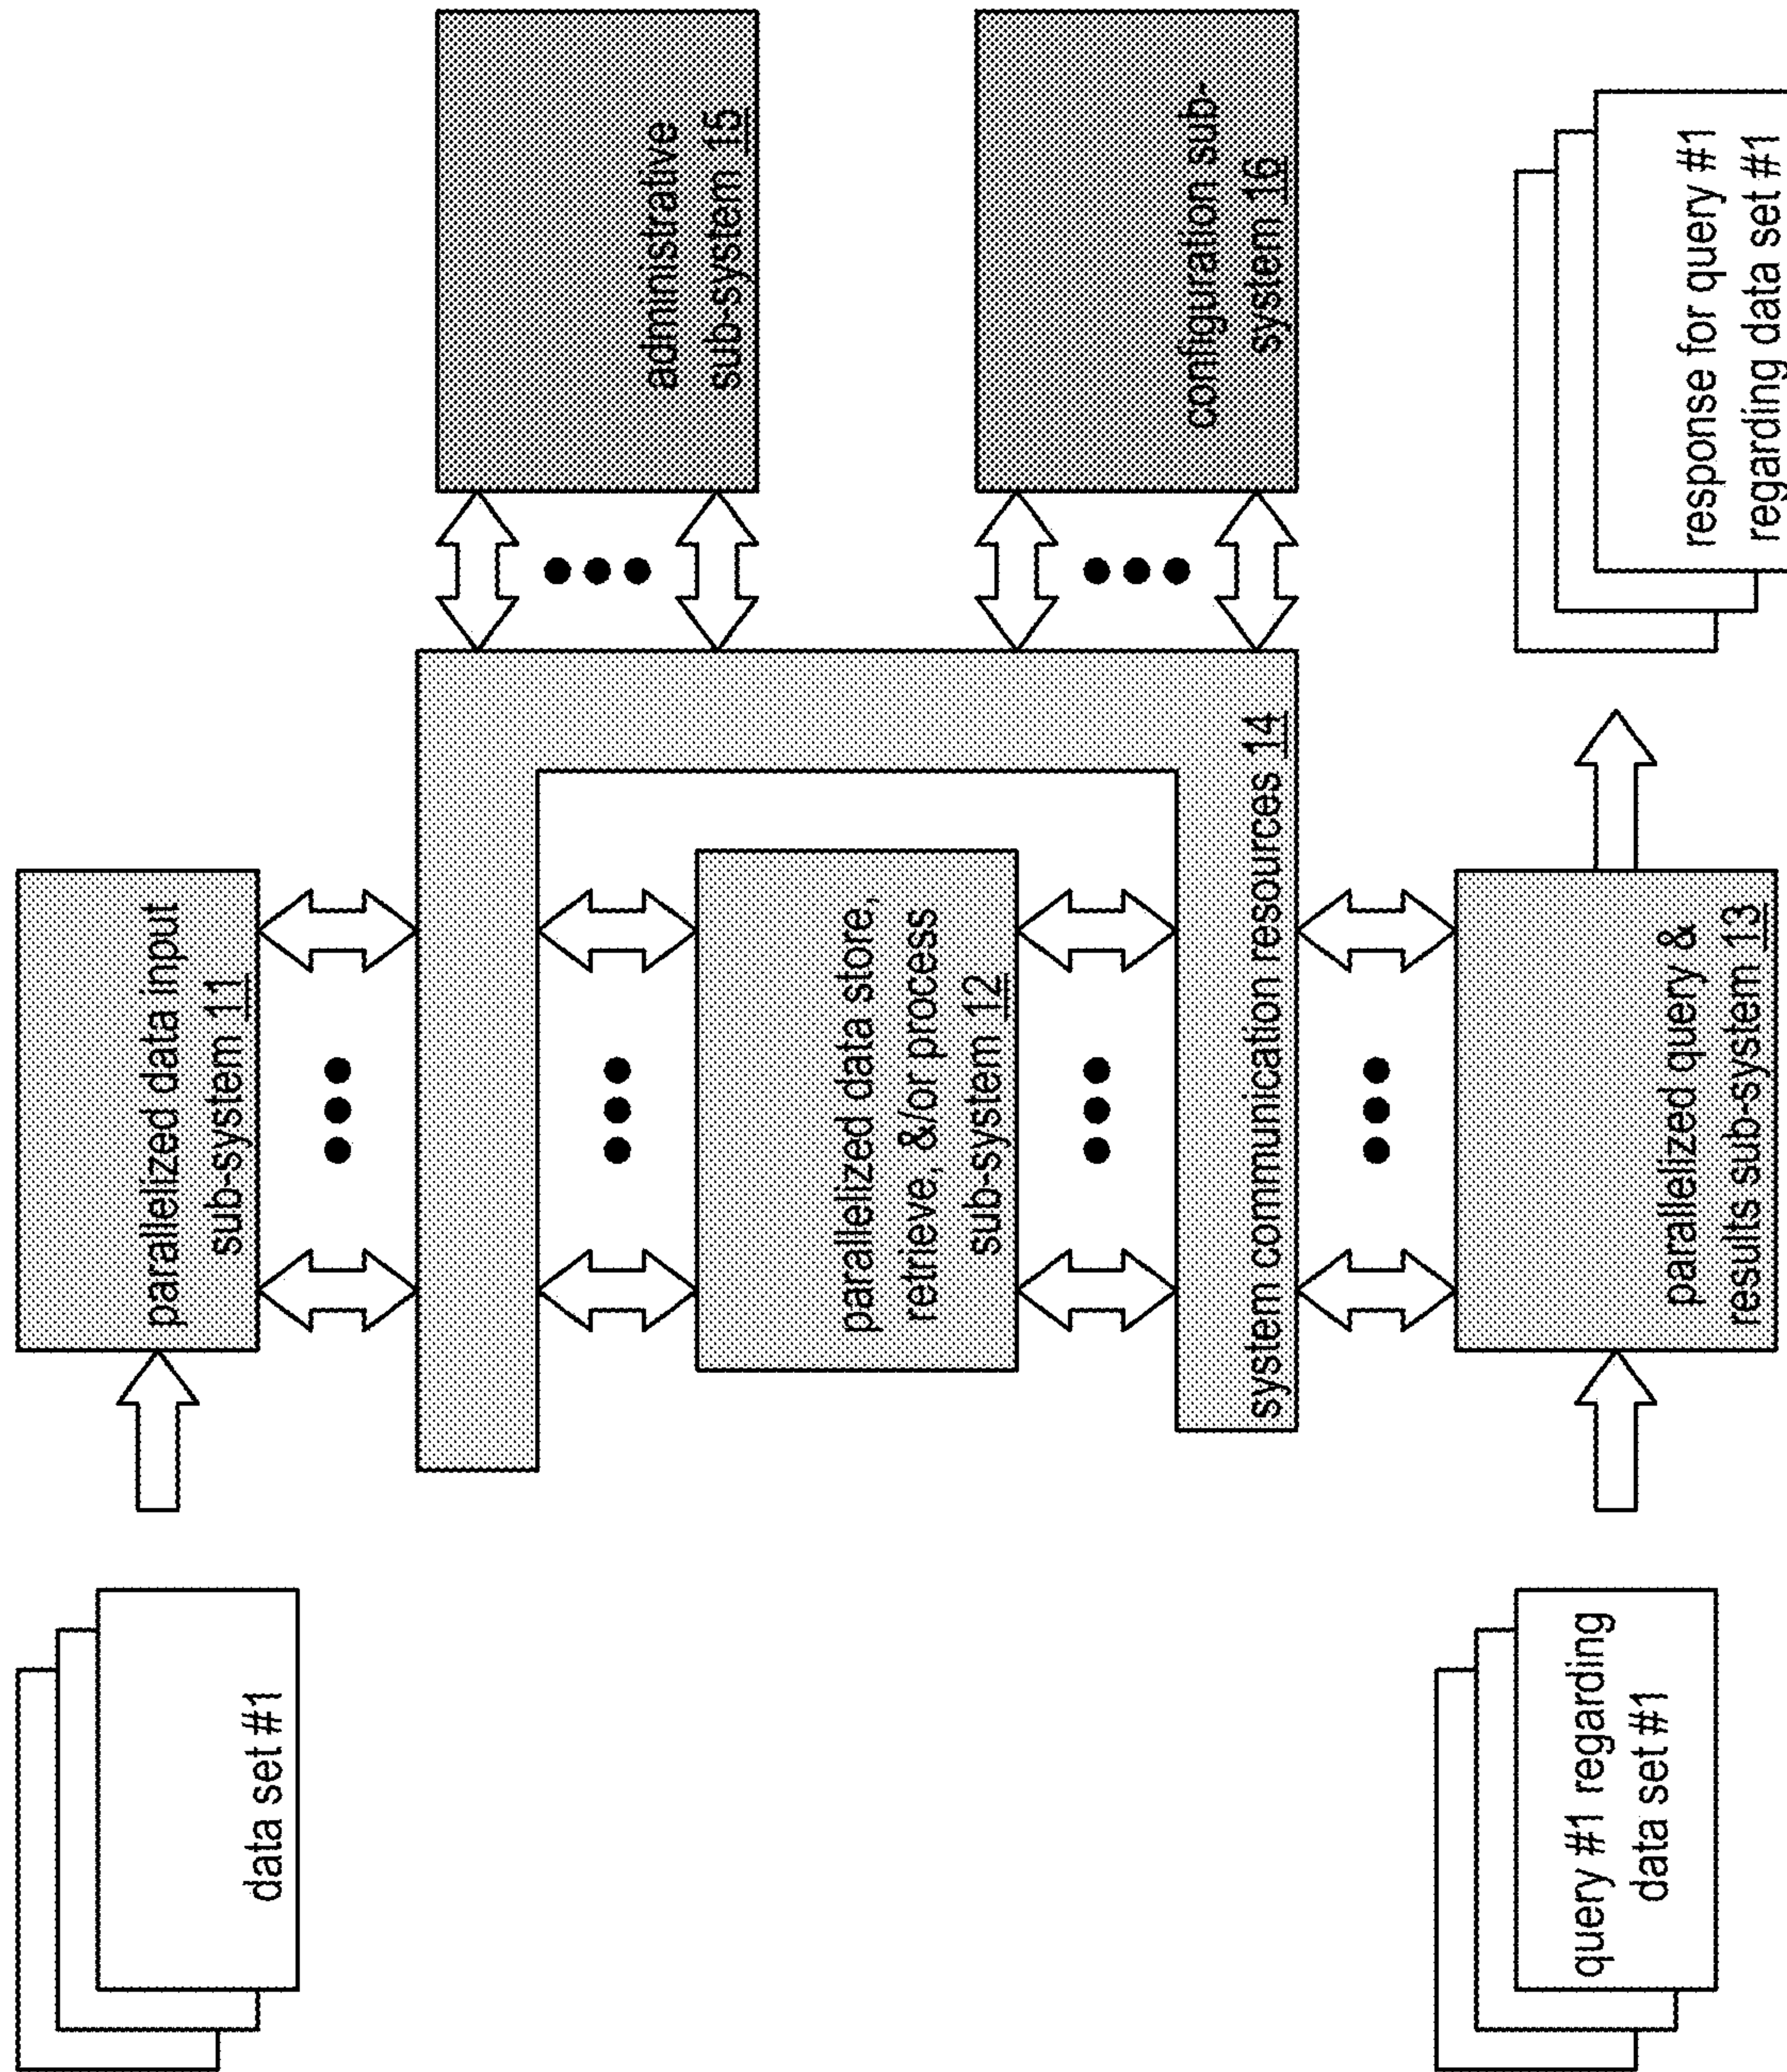 data set #1
parallelized data input
sub-system 11
administrative
sub-system 15
parallelized data store,
retrieve, &/or process
sub-system 12
configuration sub-
system 16
system communication resources 14
query #1 regarding
data set #1
parallelized query &
results sub-system 13
response for query #1
regarding data set #1